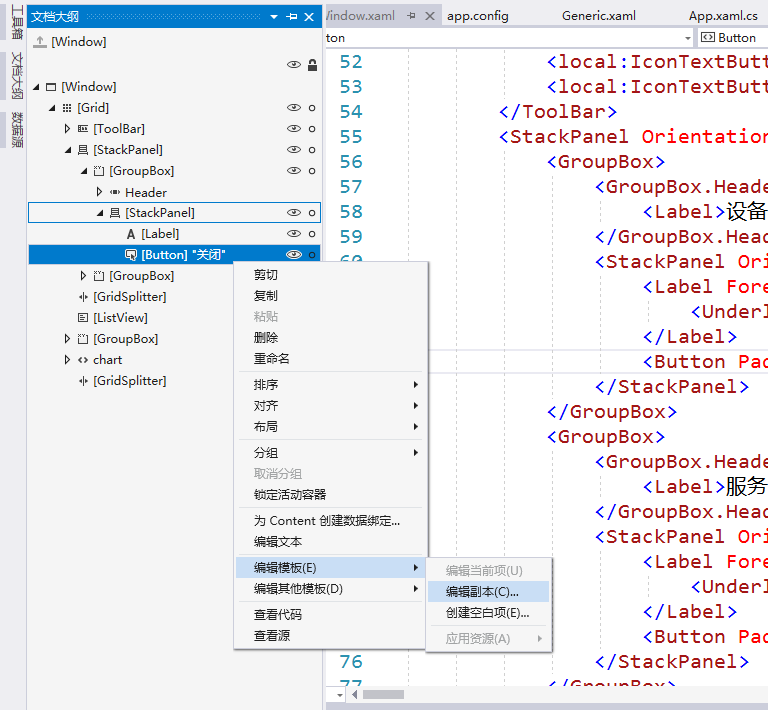 工具箱
文档大纲
数据源
文档大纲
[Window]
[Window]
[Grid]
[ToolBar]
[StackPanel]
[GroupBox]
Header
[StackPanel]
[Label]
[Button] "关闭"
[GroupBox]
[GridSplitter]
[ListView]
[GroupBox]
chart
[GridSplitter]
剪切
复制
粘贴
删除
重命名
排序
对齐
布局
分组
取消分组
锁定活动容器
为 Content 创建数据绑定...
编辑文本
编辑模板(E)
编辑其他模板(D)
查看代码
查看源
编辑当前项(U)
编辑副本(C)...
创建空白项(E)...
应用资源(A)
indow.xaml
app.config
Generic.xaml
App.xaml.cs
ton
Button
52 <local:IconTextButt
53 <local:IconTextButt
54 </ToolBar>
55 <StackPanel Orientation
56 <GroupBox>
57 <GroupBox.Heade
58 <Label>设备
59 </GroupBox.Head
60 <StackPanel Ori
<Label Fore
<Underl
</Label>
<Button Pad
</StackPanel>
</GroupBox>
<GroupBox>
<GroupBox.Heade
<Label>服务
</GroupBox.Head
<StackPanel Ori
<Label Fore
<Underl
</Label>
<Button Pad
76 </StackPanel>
77 </GroupBox>